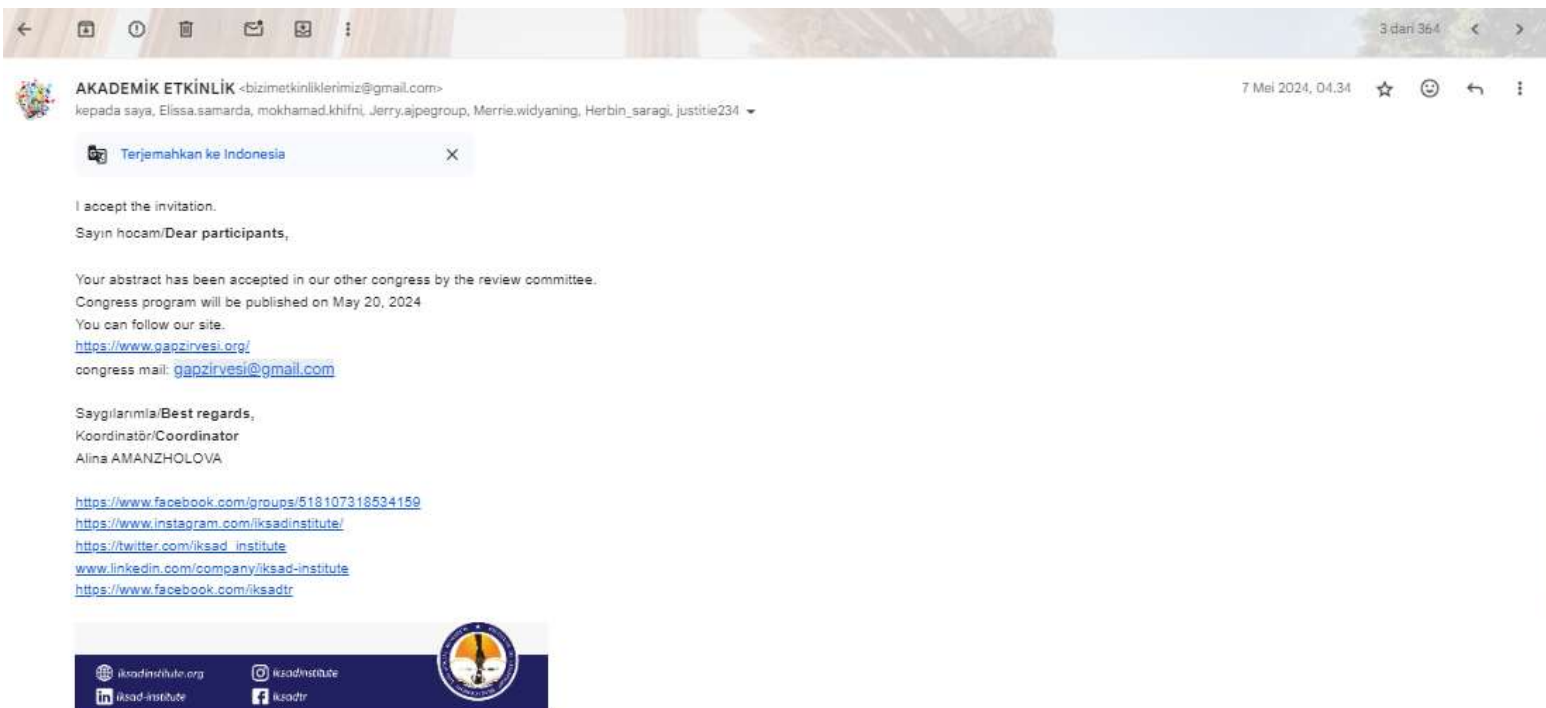 3 dari 364
AKADEMİK ETKİNLİK <bizimetkinliklerimiz@gmail.com>
7 Mei 2024, 04.34
kepada saya, Elissa.samarda, mokhamad.khifni, Jerry.ajpegroup, Merrie.widyaning, Herbin_saragi, justitie234
Terjemahkan ke Indonesia
I accept the invitation.
Sayın hocam/Dear participants,
Your abstract has been accepted in our other congress by the review committee.
Congress program will be published on May 20, 2024
You can follow our site.
https://www.gapzirvesi.org/
congress mail: gapzirvesi@gmail.com
Saygılarımla/Best regards,
Koordinatör/Coordinator
Alina AMANZHOLOVA
https://www.facebook.com/groups/518107318534159
https://www.instagram.com/iksadinstitute/
https://twitter.com/iksad_institute
www.linkedin.com/company/iksad-institute
https://www.facebook.com/iksadtr
iksadinstitute.org
iksadinstitute
iksad-institute
iksadtr